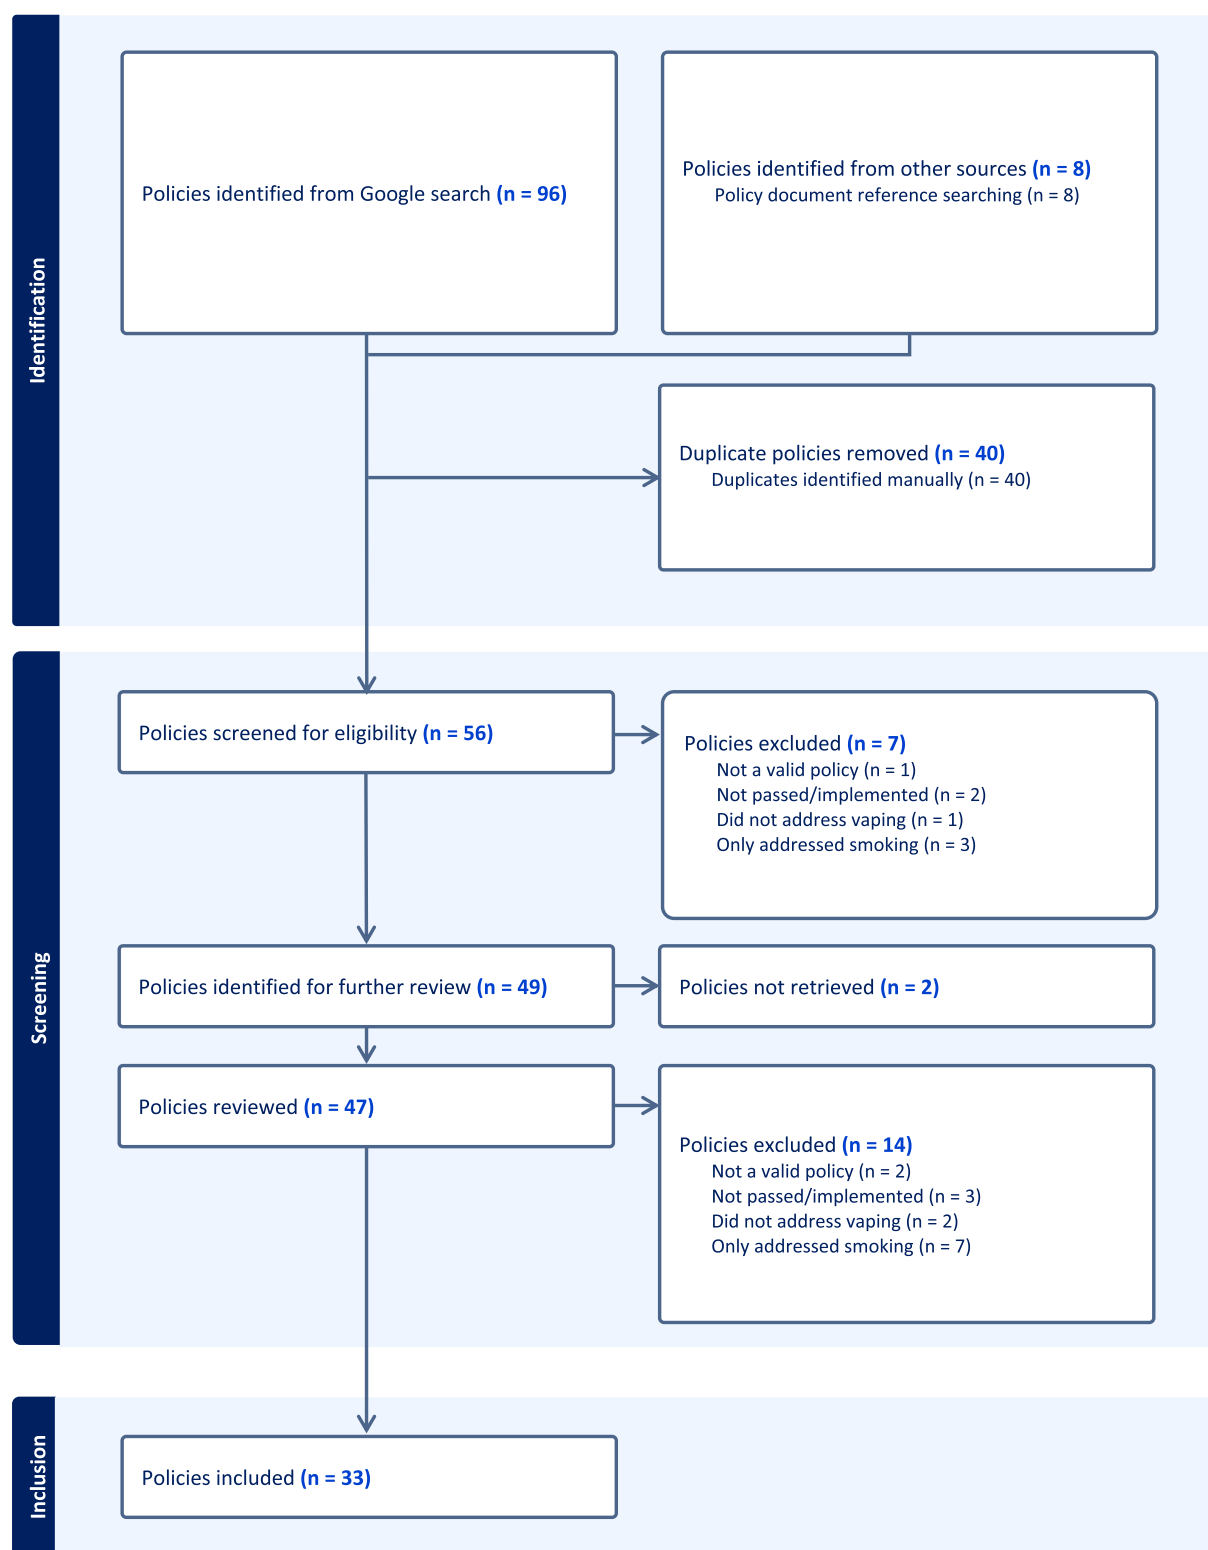 Identification
Policies identified from Google search (n = 96)
Policies identified from other sources (n = 8)
Policy document reference searching (n = 8)
Duplicate policies removed (n = 40)
Duplicates identified manually (n = 40)
Screening
Policies screened for eligibility (n = 56)
Policies excluded (n = 7)
Not a valid policy (n = 1)
Not passed/implemented (n = 2)
Did not address vaping (n = 1)
Only addressed smoking (n = 3)
Policies identified for further review (n = 49)
Policies not retrieved (n = 2)
Policies reviewed (n = 47)
Policies excluded (n = 14)
Not a valid policy (n = 2)
Not passed/implemented (n = 3)
Did not address vaping (n = 2)
Only addressed smoking (n = 7)
Inclusion
Policies included (n = 33)